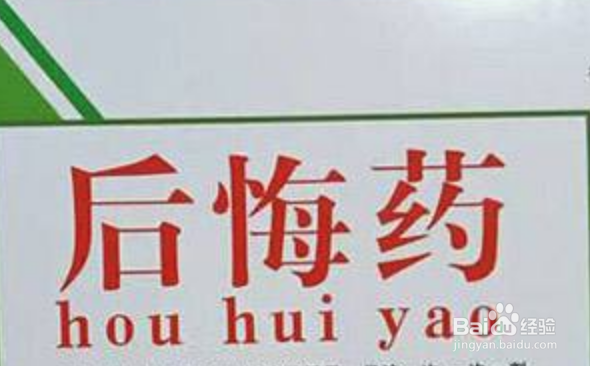 后悔药
hou hui yao
Baidu经验
jingyan.baidu.com